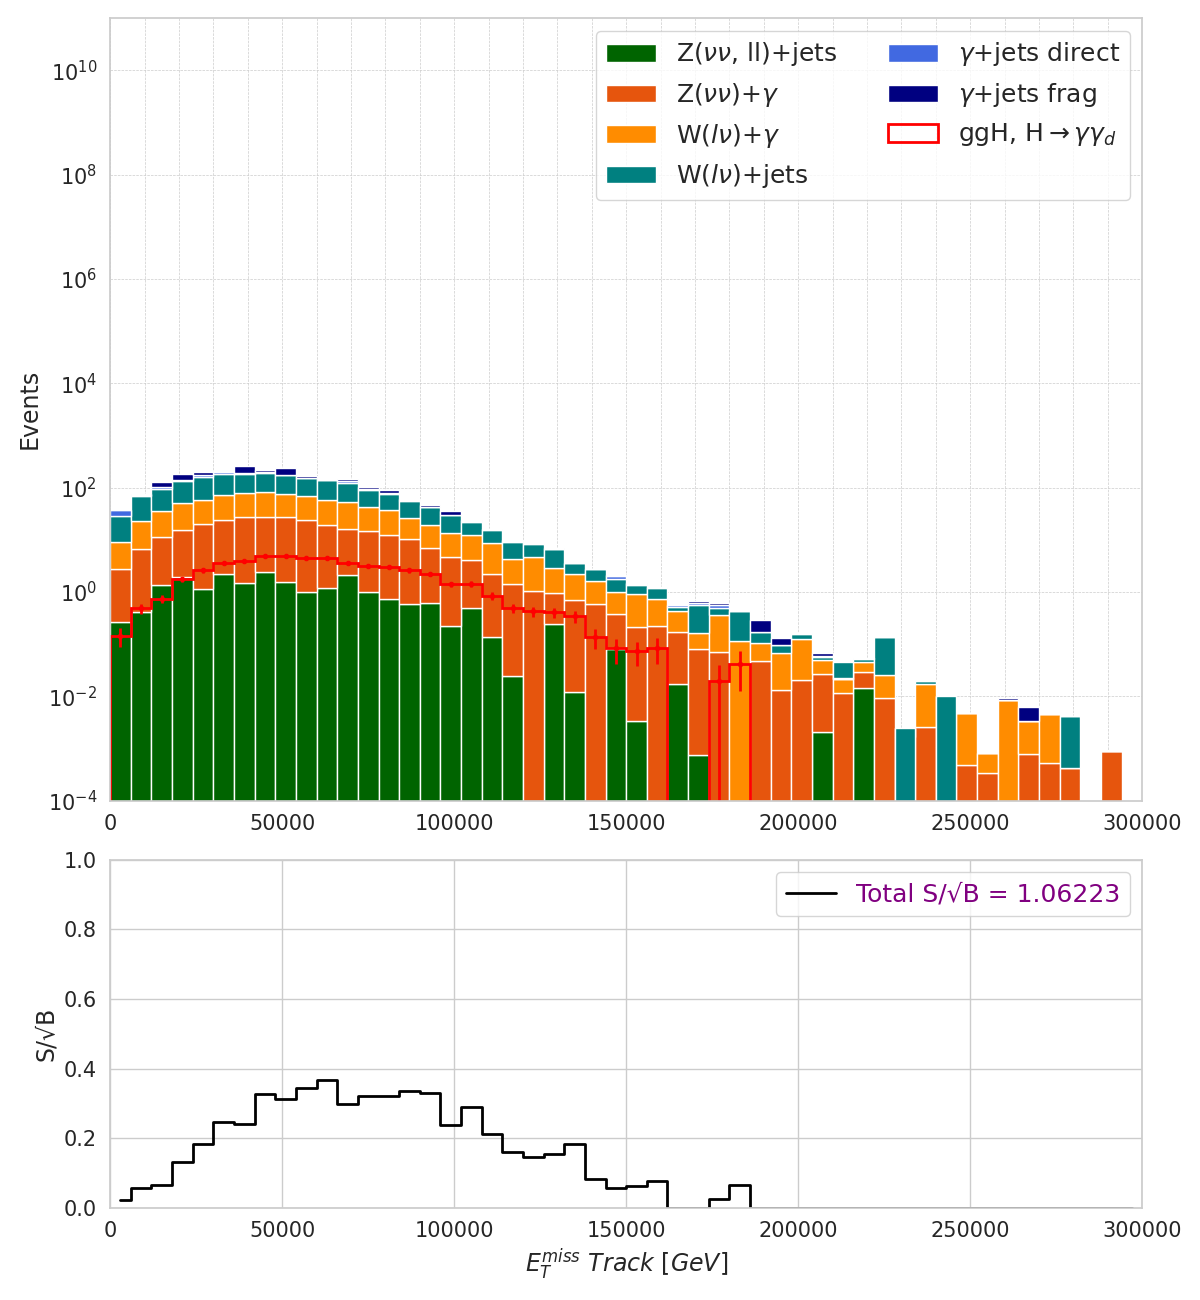 Z(νν, ll)+jets
Z(νν)+γ
W(lν)+γ
W(lν)+jets
γ+jets direct
γ+jets frag
ggH, H→γγ_d
Events
10^10
10^8
10^6
10^4
10^2
10^0
10^−2
10^−4
0 50000 100000 150000 200000 250000 300000
Total S/√B = 1.06223
S/√B
1.0
0.8
0.6
0.4
0.2
0.0
0 50000 100000 150000 200000 250000 300000
E_T^miss Track [GeV]